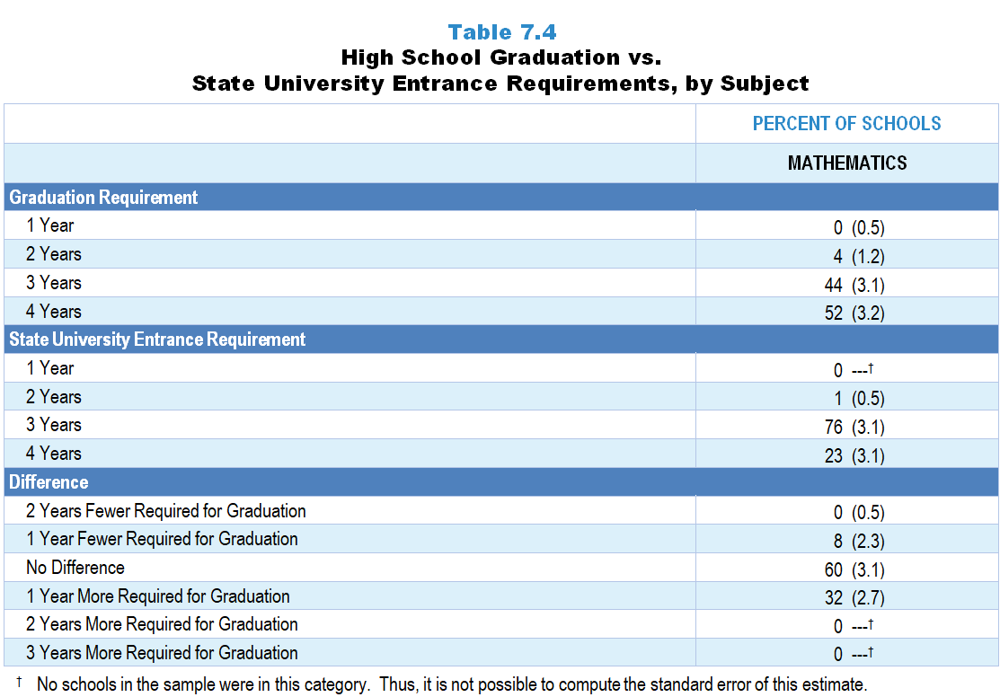 Table 7.4
High School Graduation vs.
State University Entrance Requirements, by Subject
PERCENT OF SCHOOLS
MATHEMATICS
Graduation Requirement
1 Year 0 (0.5)
2 Years 4 (1.2)
3 Years 44 (3.1)
4 Years 52 (3.2)
State University Entrance Requirement
1 Year 0 ---†
2 Years 1 (0.5)
3 Years 76 (3.1)
4 Years 23 (3.1)
Difference
2 Years Fewer Required for Graduation 0 (0.5)
1 Year Fewer Required for Graduation 8 (2.3)
No Difference 60 (3.1)
1 Year More Required for Graduation 32 (2.7)
2 Years More Required for Graduation 0 ---†
3 Years More Required for Graduation 0 ---†
† No schools in the sample were in this category. Thus, it is not possible to compute the standard error of this estimate.